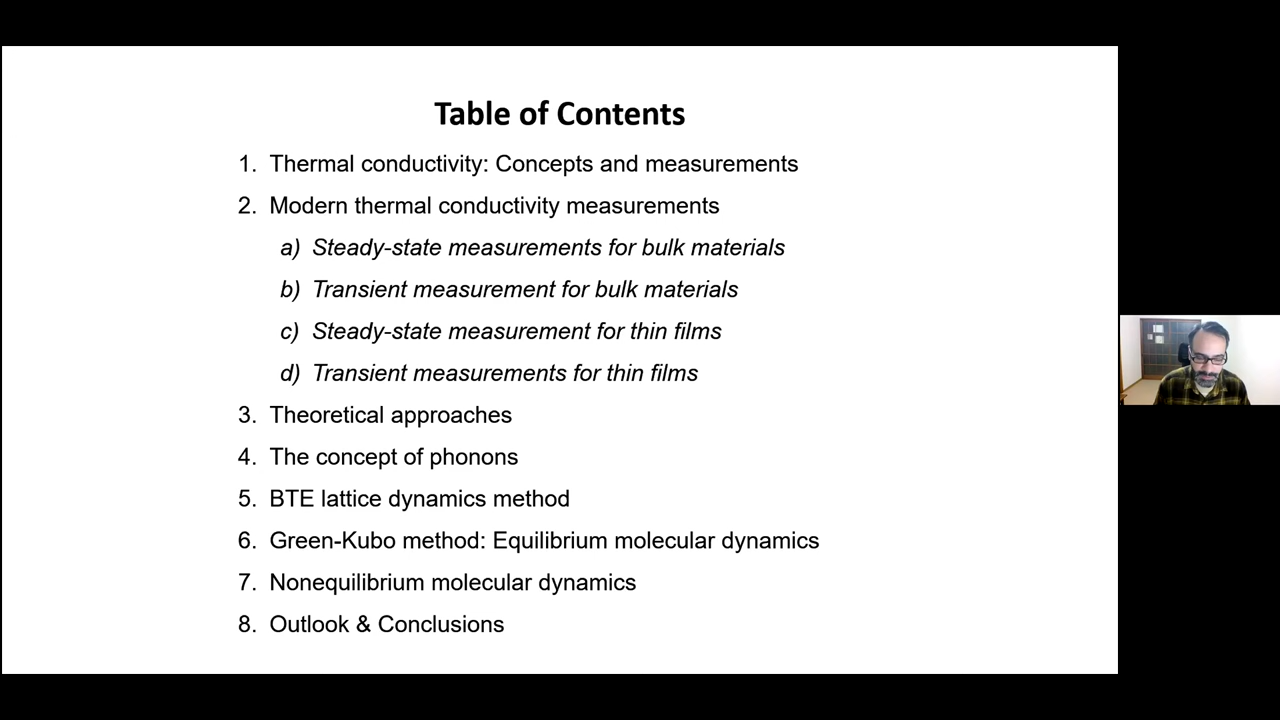 Table of Contents
1. Thermal conductivity: Concepts and measurements
2. Modern thermal conductivity measurements
a) Steady-state measurements for bulk materials
b) Transient measurement for bulk materials
c) Steady-state measurement for thin films
d) Transient measurements for thin films
3. Theoretical approaches
4. The concept of phonons
5. BTE lattice dynamics method
6. Green-Kubo method: Equilibrium molecular dynamics
7. Nonequilibrium molecular dynamics
8. Outlook & Conclusions